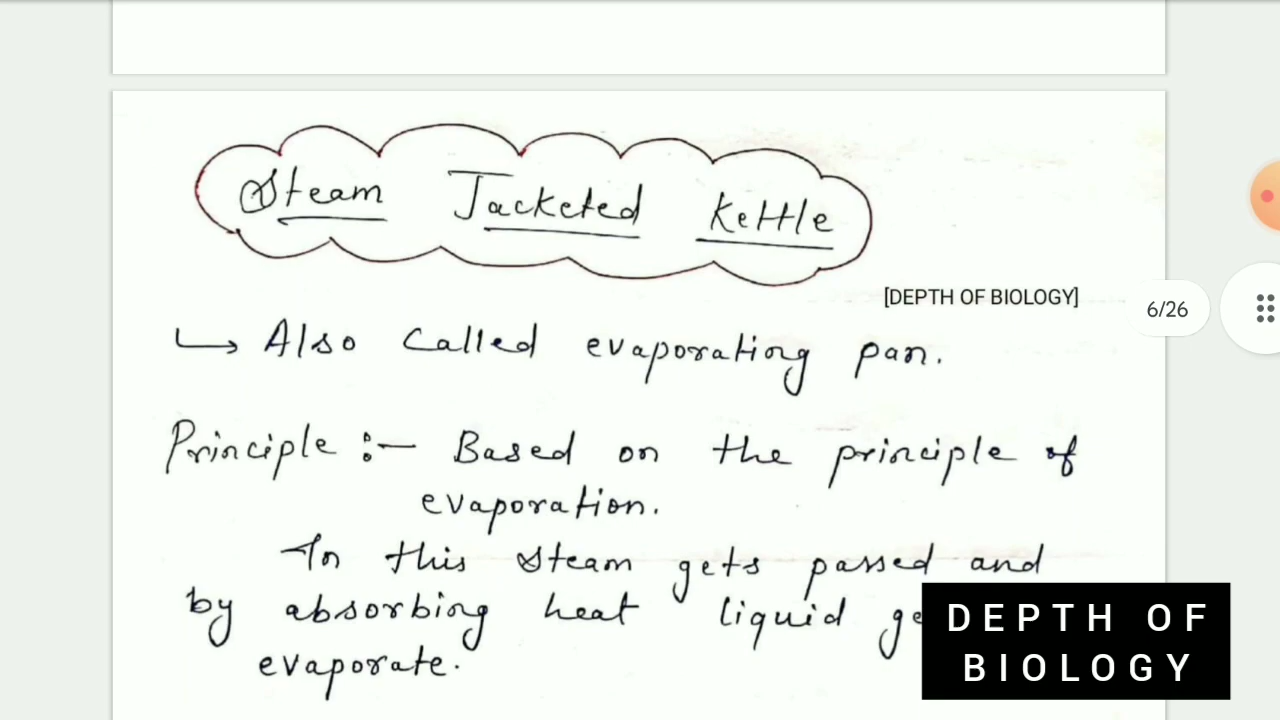 Steam Jacketed Kettle
[DEPTH OF BIOLOGY]
6/26
↳ Also called evaporating pan.
Principle :- Based on the principle of
evaporation.
In this steam gets passed and
by absorbing heat liquid
evaporate.
DEPTH OF
BIOLOGY